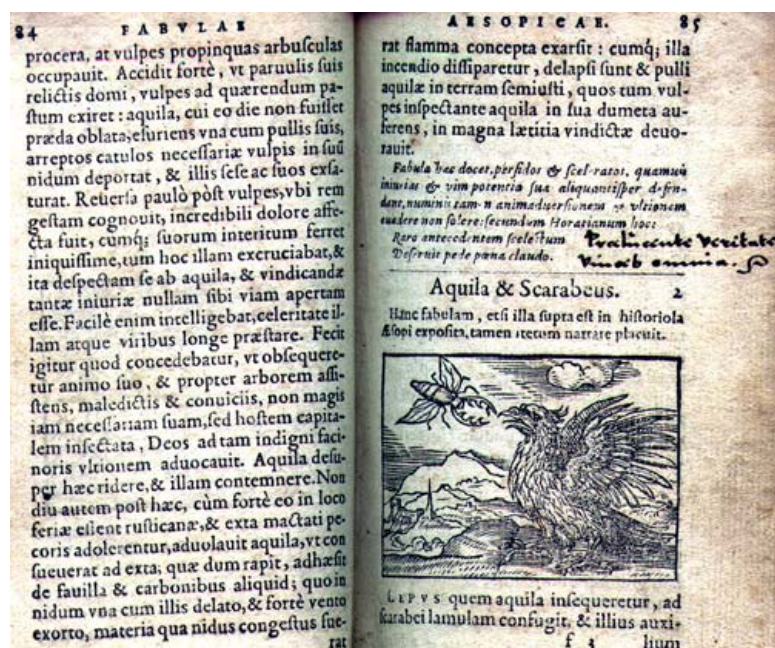 84 FABVLAE
procera, at vulpes propinquas arbuſculas
occupauit. Accidit fortè, vt paruulis ſuis
relictis domi, vulpes ad quærendum pa-
ſtum exiret: aquila, cui eo die non fuiſſet
præda oblata, eſuriens vna cum pullis ſuis,
arreptos catulos neceſſariæ vulpis in ſuũ
nidum deportat, & illis ſeſe ac ſuos exſa-
turat. Reuerſa paulò pòſt vulpes, vbi rem
geſtam cognouit, incredibili dolore affe-
cta fuit, cumq́; ſuorum interitum ferret
iniquiſſime, tum hoc illam excruciabat, &
ita deſpectam ſe ab aquila, & vindicandæ
tantæ iniuriæ nullam ſibi viam apertam
eſſe. Facilè enim intelligebat, celeritate il-
lam atque viribus longe præſtare. Fecit
igitur quod concedebatur, vt obſequere-
tur animo ſuo, & propter arborem aſſi-
ſtens, maledictis & conuiciis, non magis
iam neceſſariam ſuam, ſed hoſtem capita-
lem inſectata, Deos ad tam indigni faci-
noris vltionem aduocauit. Aquila deſu-
per hæc ridere, & illam contemnere. Non
diu autem poſt hæc, cùm fortè eo in loco
feriæ eſſent ruſticanæ, & exta mactati pe-
coris adolerentur, aduolauit aquila, vt con
ſueuerat ad exta; quæ dum rapit, adhæſit
de fauilla & carbonibus aliquid; quo in
nidum vna cum illis delato, & fortè vento
exorto, materia qua nidus congeſtus fue-
rat
AESOPICAE. 85
rat flamma concepta exarſit: cumq́; illa
incendio diſſiparetur, delapſi ſunt & pulli
aquilæ in terram ſemiuſti, quos tum vul-
pes inſpectante aquila in ſua dumeta au-
ferens, in magna lætitia vindictæ deuo-
rauit.
Fabula hæc docet, perfidos & ſcel-ratos, quamuis
iniurias & vim potentia ſua aliquantiſper d-fen-
dant, numinis tam-n animaduerſionem & vltionem
euadere non ſolere: ſecundum Horatianum hoc:
Raro antecedentem ſceleſtum
Deſeruit pede pœna claudo.
veritate
omnia.
Aquila & Scarabeus. 2
Hanc fabulam, etſi illa ſupra eſt in hiſtoriola
Æſopi expoſita, tamen iterum narrare placuit.
LEPVS quem aquila inſequeretur, ad
ſcarabei lamulam confugit, & illius auxi-
f 3 lium